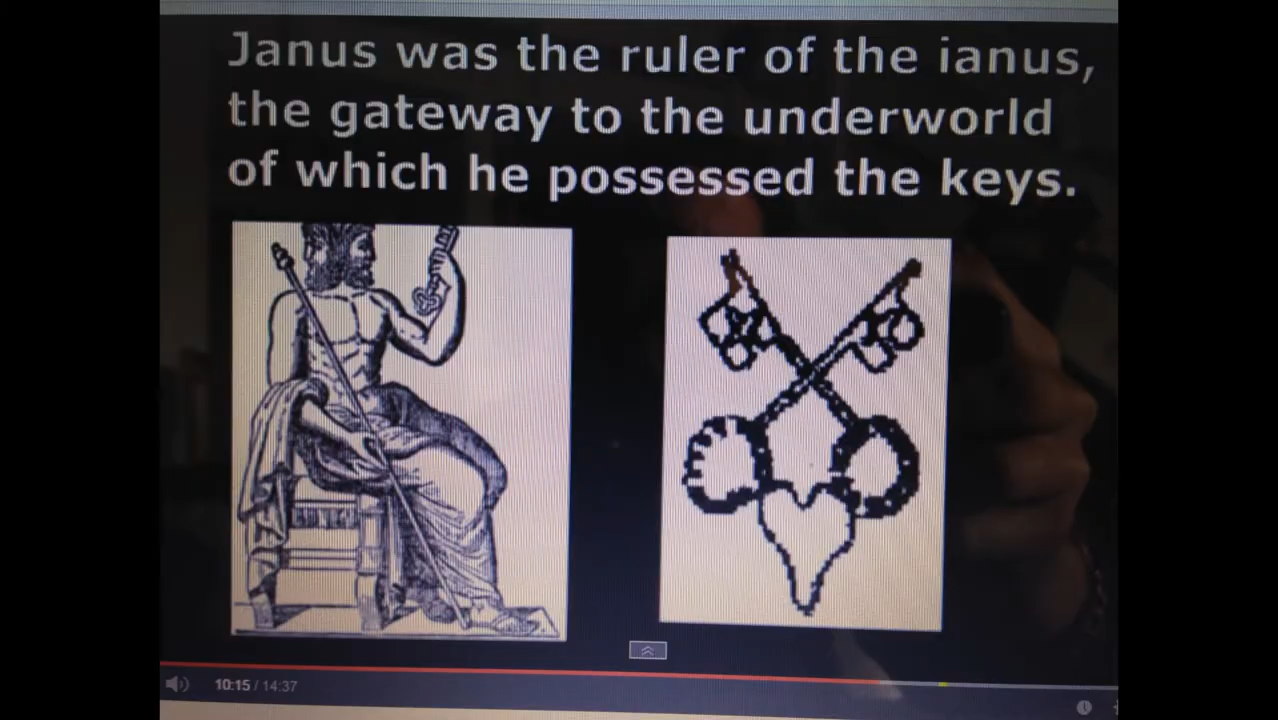 Janus was the ruler of the ianus,
the gateway to the underworld
of which he possessed the keys.
10:15 / 14:37